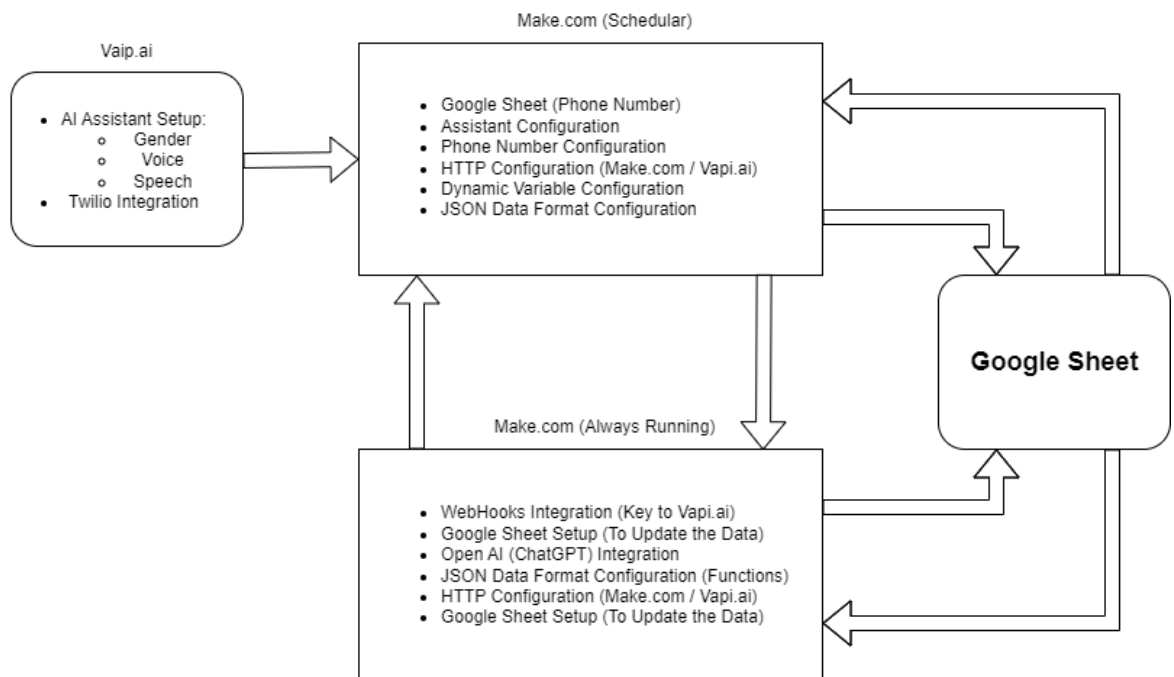 Make.com (Schedular)
Vaip.ai
AI Assistant Setup:
Gender
Voice
Speech
Twilio Integration
Google Sheet (Phone Number)
Assistant Configuration
Phone Number Configuration
HTTP Configuration (Make.com / Vapi.ai)
Dynamic Variable Configuration
JSON Data Format Configuration
Google Sheet
Make.com (Always Running)
WebHooks Integration (Key to Vapi.ai)
Google Sheet Setup (To Update the Data)
Open AI (ChatGPT) Integration
JSON Data Format Configuration (Functions)
HTTP Configuration (Make.com / Vapi.ai)
Google Sheet Setup (To Update the Data)